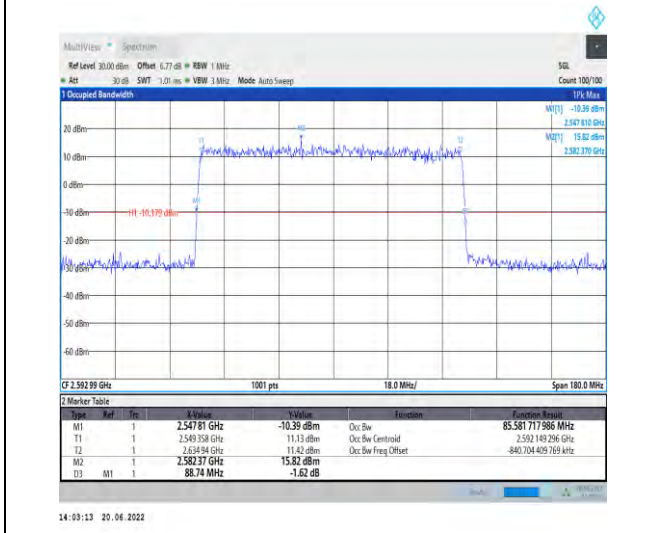 MultiView Spectrum
Ref Level 30.00 dBm Offset 6.77 dB RBW 1 MHz SGL
Att 30 dB SWT 1.01 ms VBW 3 MHz Mode Auto Sweep Count 100/100
1 Occupied Bandwidth 1Pk Max
M1[1] -10.39 dBm
2.547 810 GHz
M2[1] 15.82 dBm
2.582 370 GHz
20 dBm
T1 M2 T2
10 dBm
0 dBm
M1
-10 dBm H1 -10.179 dBm
-20 dBm
-30 dBm
-40 dBm
-50 dBm
-60 dBm
CF 2.592 99 GHz 1001 pts 18.0 MHz/ Span 180.0 MHz
2 Marker Table
Type Ref Trc X-Value Y-Value Function Function Result
M1 1 2.547 81 GHz -10.39 dBm Occ Bw 85.581 717 986 MHz
T1 1 2.549 358 GHz 11.13 dBm Occ Bw Centroid 2.592 149 296 GHz
T2 1 2.634 94 GHz 11.42 dBm Occ Bw Freq Offset -840.704 409 769 kHz
M2 1 2.582 37 GHz 15.82 dBm
D3 M1 1 88.74 MHz -1.62 dB
14:03:13 20.06.2022